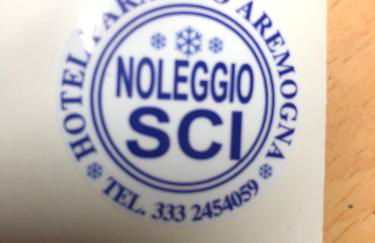 HOTEL AREMOGNA
NOLEGGIO
SCI
TEL. 333 2454059